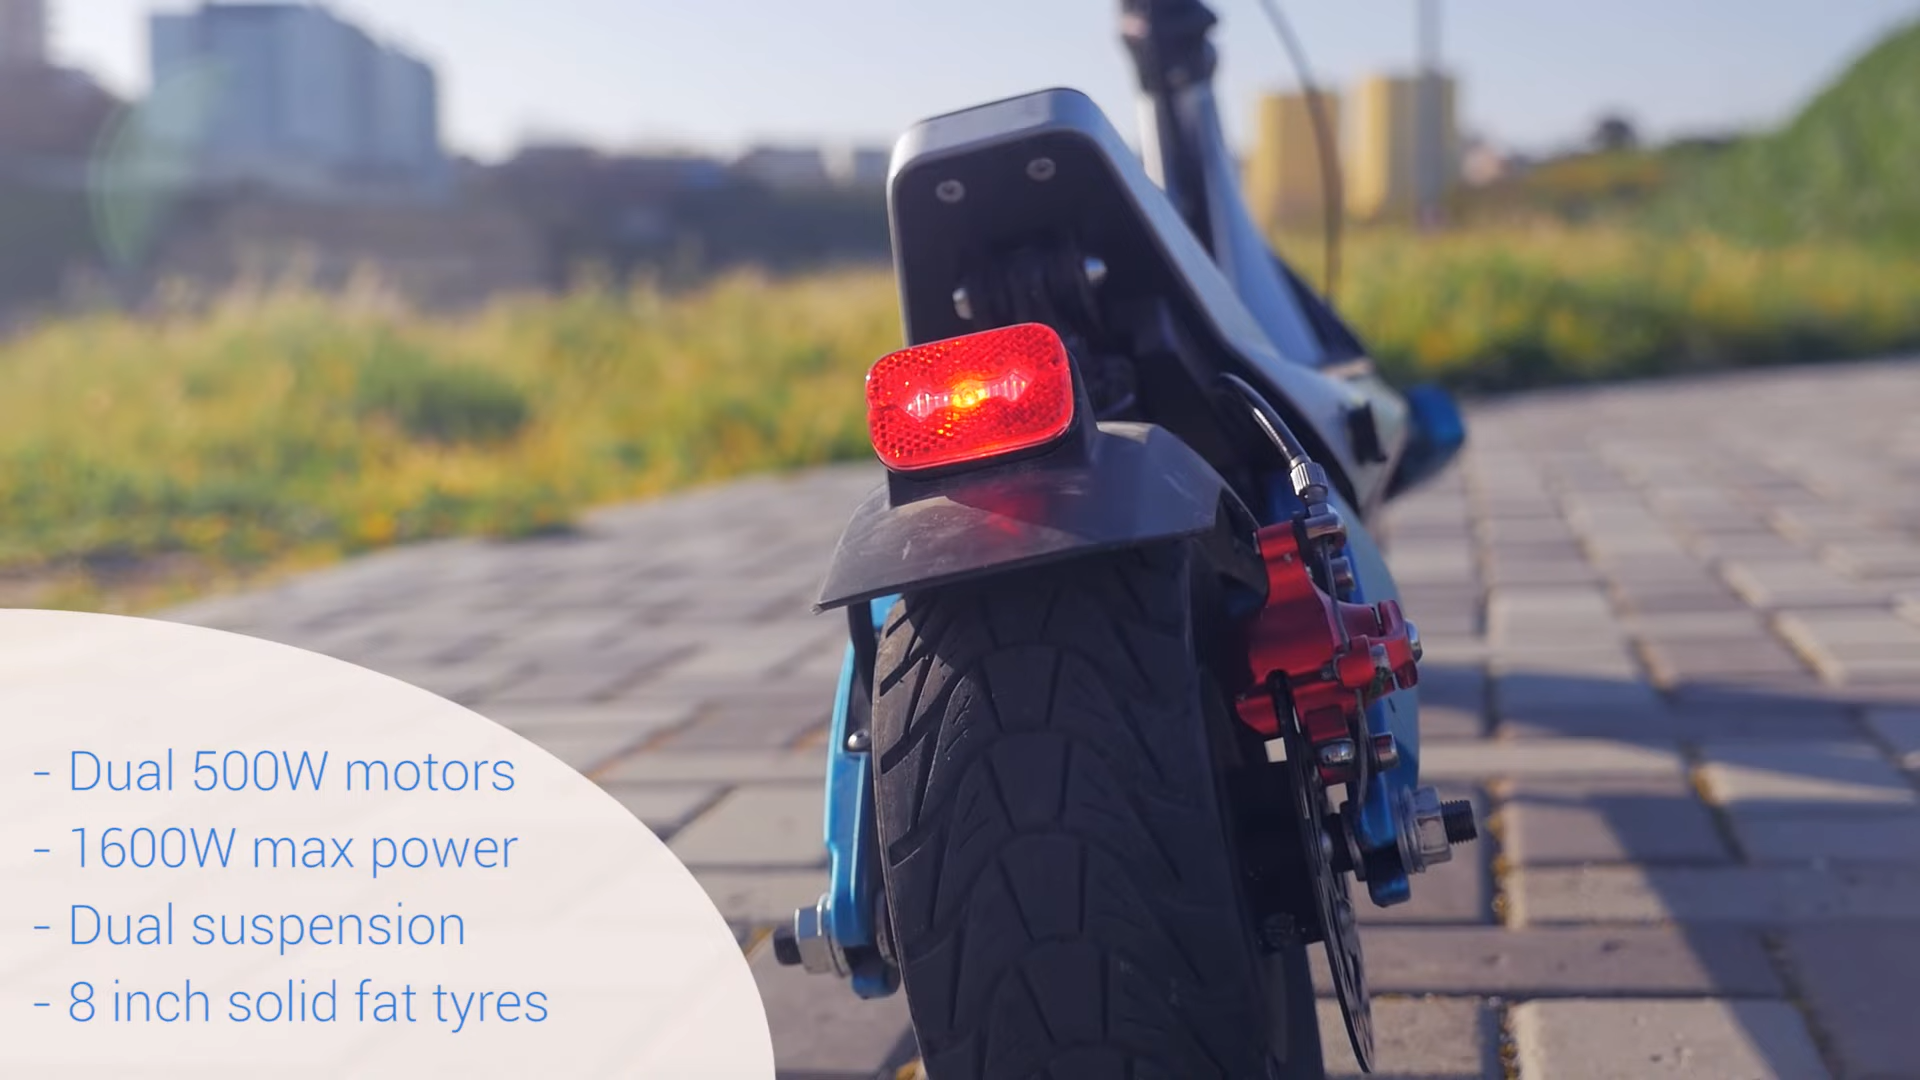 - Dual 500W motors
- 1600W max power
- Dual suspension
- 8 inch solid fat tyres